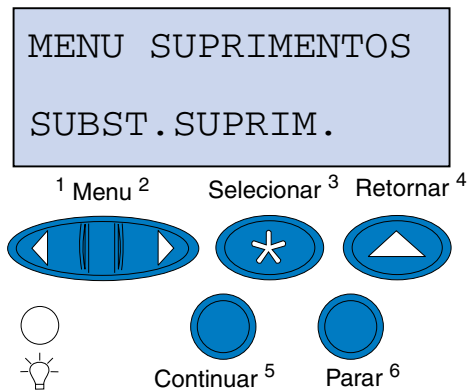 MENU SUPRIMENTOS
SUBST.SUPRIM.
1 Menu 2 Selecionar 3 Retornar 4
Continuar 5 Parar 6